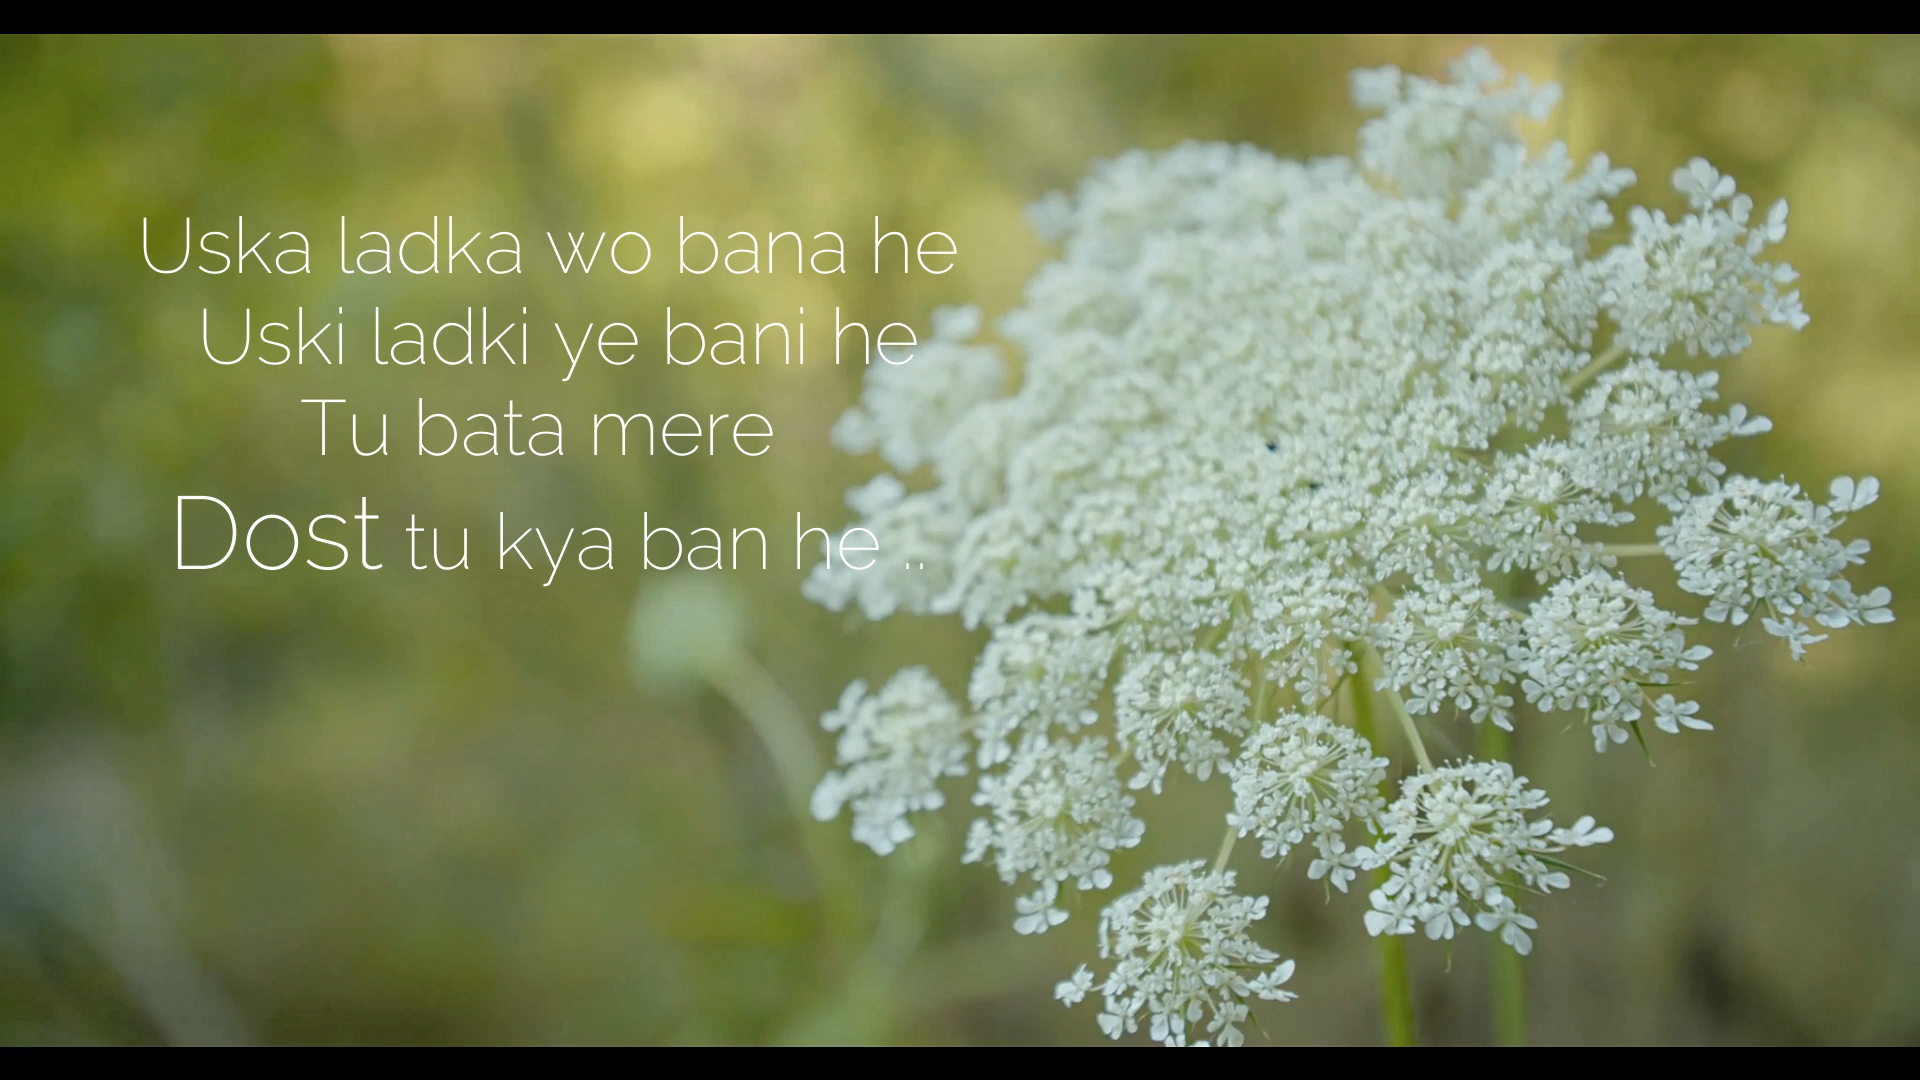 Uska ladka wo bana he
Uski ladki ye bani he
Tu bata mere
Dost tu kya ban he ..